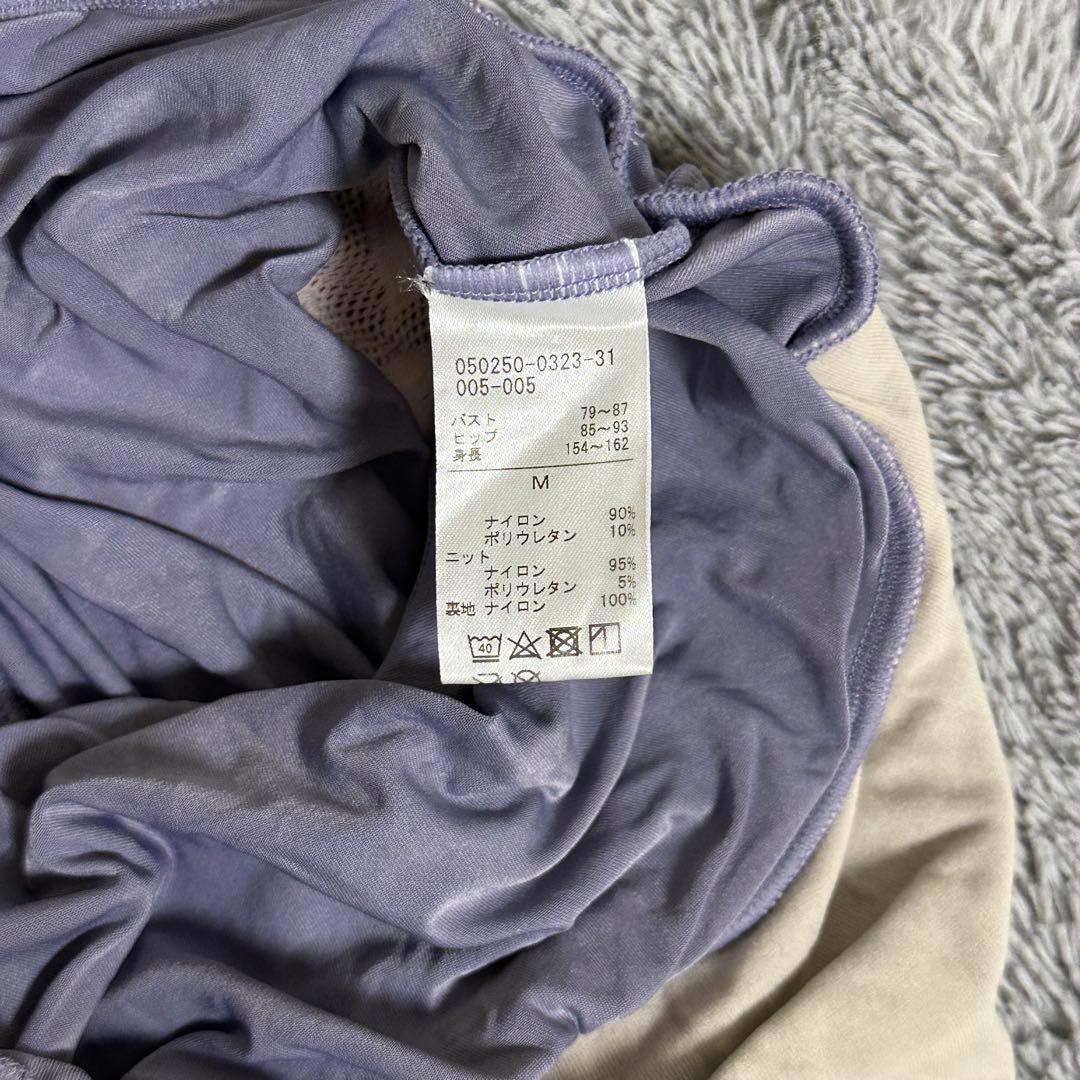 050250-0323-31
005-005
バスト 79～87
ヒップ 85～93
身長 154～162
M
ナイロン 90%
ポリウレタン 10%
ニット
ナイロン 95%
ポリウレタン 5%
裏地 ナイロン 100%
40